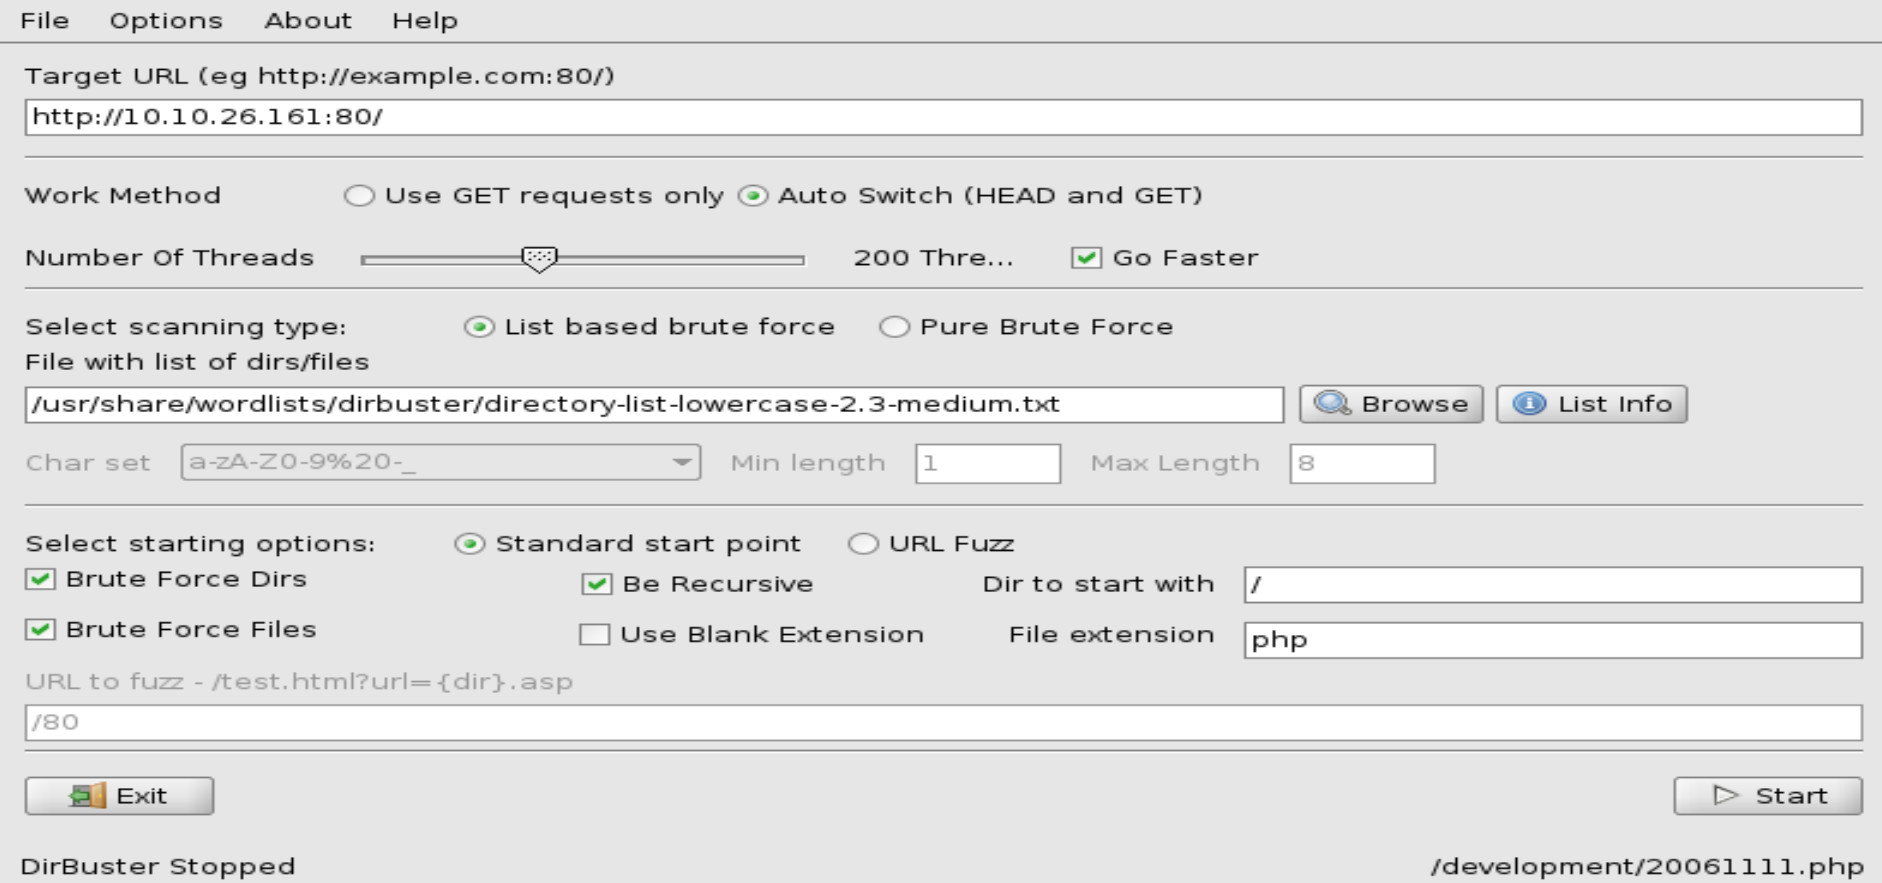 File Options About Help
Target URL (eg http://example.com:80/)
http://10.10.26.161:80/
Work Method Use GET requests only Auto Switch (HEAD and GET)
Number Of Threads 200 Thre... Go Faster
Select scanning type: List based brute force Pure Brute Force
File with list of dirs/files
/usr/share/wordlists/dirbuster/directory-list-lowercase-2.3-medium.txt Browse List Info
Char set a-zA-Z0-9%20-_ Min length 1 Max Length 8
Select starting options: Standard start point URL Fuzz
Brute Force Dirs Be Recursive Dir to start with /
Brute Force Files Use Blank Extension File extension php
URL to fuzz - /test.html?url={dir}.asp
/80
Exit Start
DirBuster Stopped /development/20061111.php